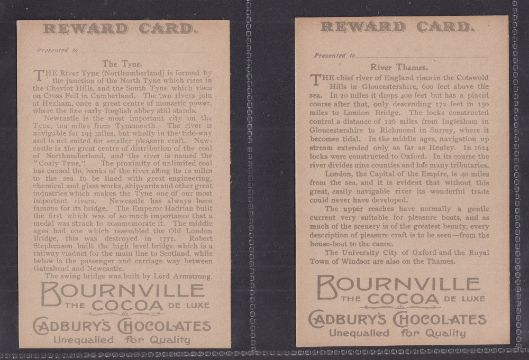 REWARD CARD.
Presented to
The Tyne.
THE River Tyne (Northumberland) is formed by
the junction of the North Tyne which rises in
the Cheviot Hills, and the South Tyne which rises
on Cross Fell in Cumberland. The two rivers join
at Hexham, once a great centre of monastic power,
where the fine early English abbey still stands.
Newcastle is the most important city on the
Tyne, ten miles from Tynemouth. The river is
navigable for miles, but wholly in the tide-way
and is not suited for smaller pleasure craft. New-
castle is the great centre of distribution of the coal
of Northumberland, and the river is named the
"Coaly Tyne." The proximity of unlimited coal
has caused the banks of the river along its 10 miles
to the sea to be lined with great engineering,
chemical and glass works, shipyards and other great
industries which makes the Tyne one of our most
important rivers. Newcastle has always been
famous for its bridge. The Emperor Hadrian built
the first which was of so much importance that a
medal was struck to commemorate it. The middle
ages had one which resembled the Old London
Bridge, this was destroyed in 1771. Robert
Stephenson built the high level bridge which is a
railway viaduct for the main line to Scotland, while
below is the passenger and carriage way between
Gateshead and Newcastle.
The swing bridge was built by Lord Armstrong.
BOURNVILLE
THE COCOA DE LUXE
CADBURY'S CHOCOLATES
Unequalled for Quality
REWARD CARD.
Presented to
River Thames.
THE chief river of England rises in the Cotswold
Hills in Gloucestershire, 600 feet above the
sea. In 20 miles it drops 400 feet but has a placid
course after that, only descending 172 feet in 150
miles to London Bridge. The locks constructed
control a distance of 126 miles from Inglesham in
Gloucestershire to Richmond in Surrey, where it
becomes tidal. In the middle ages, navigation up
stream extended only as far as Henley. In 1624
locks were constructed to Oxford. In its course the
river divides nine counties and has many tributaries.
London, the Capital of the Empire, is 40 miles
from the sea, and it is evident that without this
great, easily navigable river its wonderful trade
could never have developed.
The upper reaches have normally a gentle
current very suitable for pleasure boats, and as
much of the scenery is of the greatest beauty, every
description of pleasure craft is to be seen—from the
house-boat to the canoe.
The University City of Oxford and the Royal
Town of Windsor are also on the Thames.
BOURNVILLE
THE COCOA DE LUXE
CADBURY'S CHOCOLATES
Unequalled for Quality